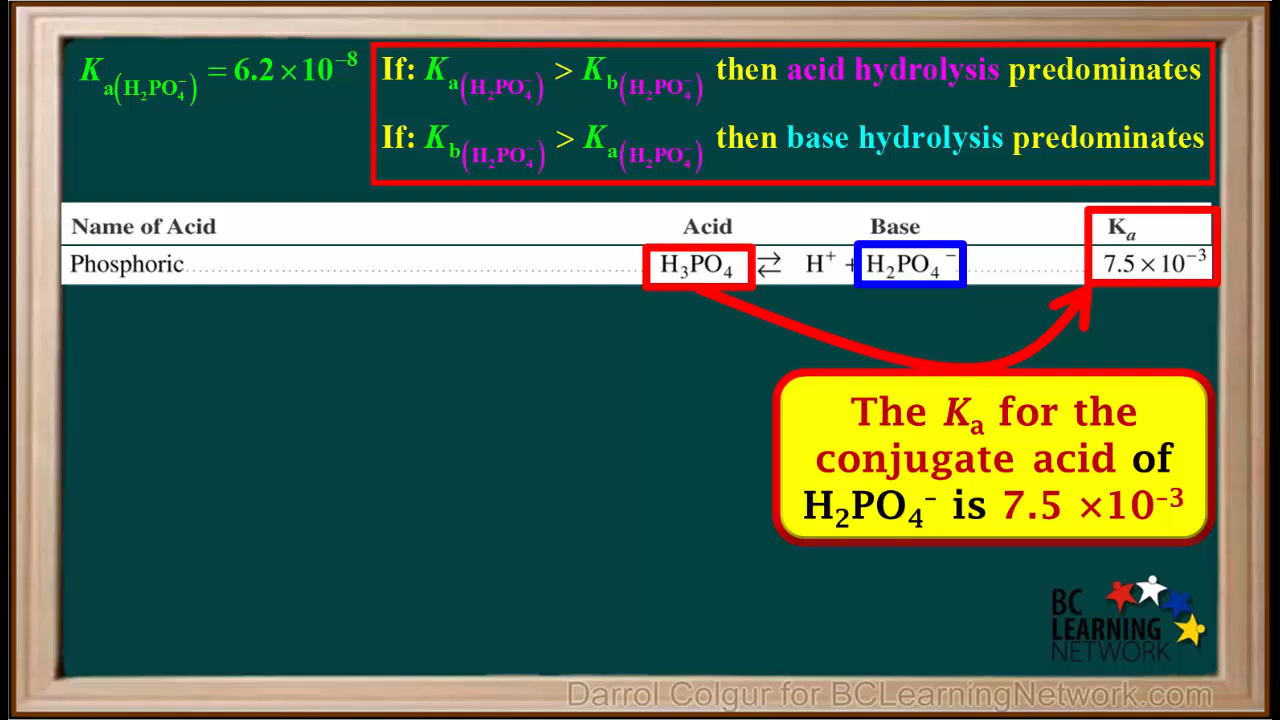 Kₐ(H₂PO₄⁻) = 6.2 × 10⁻⁸
If: Kₐ(H₂PO₄⁻) > K_b(H₂PO₄⁻) then acid hydrolysis predominates
If: K_b(H₂PO₄⁻) > Kₐ(H₂PO₄⁻) then base hydrolysis predominates
Name of Acid Acid Base Kₐ
Phosphoric H₃PO₄ ⇄ H⁺ + H₂PO₄⁻ 7.5 × 10⁻³
The Kₐ for the
conjugate acid of
H₂PO₄⁻ is 7.5 ×10⁻³
BC
LEARNING
NETWORK
Darrol Colgur for BCLearningNetwork.com